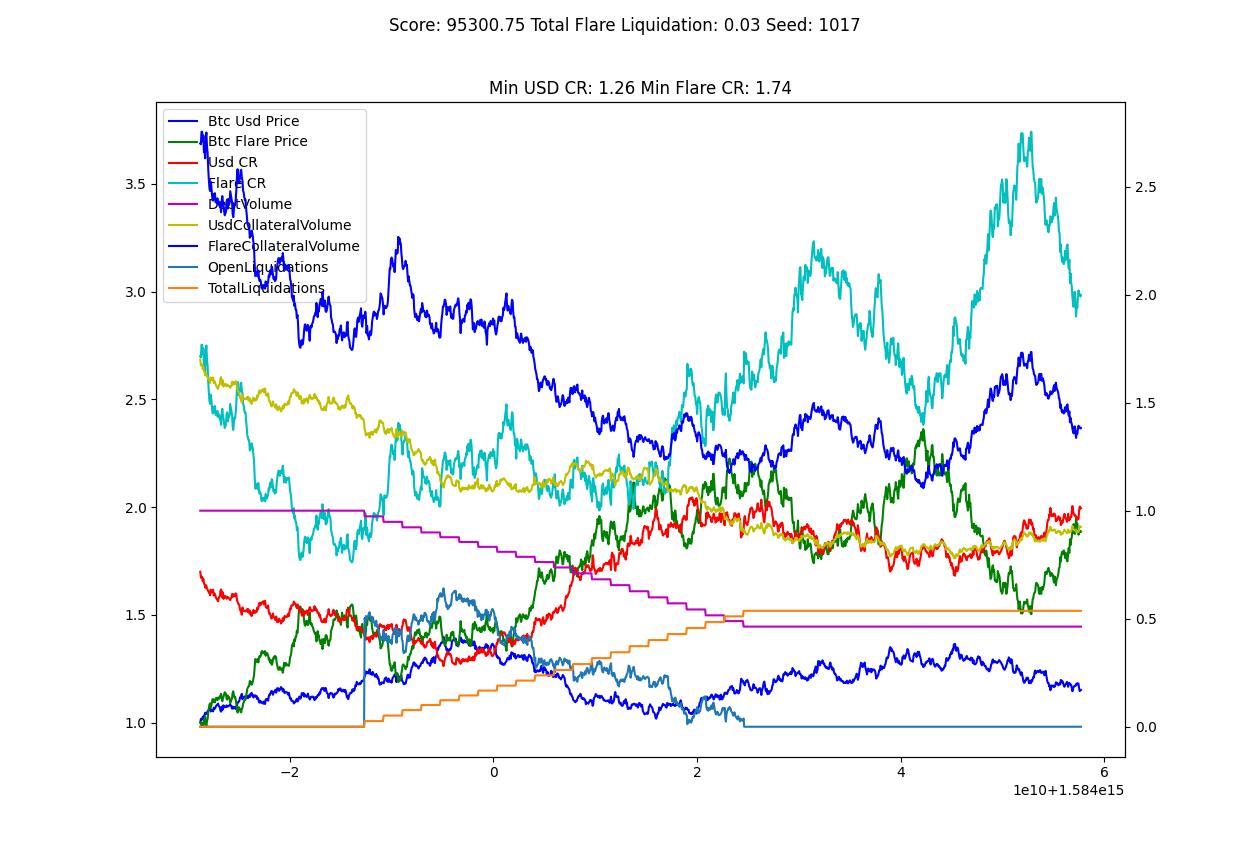 Score: 95300.75 Total Flare Liquidation: 0.03 Seed: 1017
Min USD CR: 1.26 Min Flare CR: 1.74
Btc Usd Price
Btc Flare Price
Usd CR
Flare CR
DebtVolume
UsdCollateralVolume
FlareCollateralVolume
OpenLiquidations
TotalLiquidations
3.5
3.0
2.5
2.0
1.5
1.0
2.5
2.0
1.5
1.0
0.5
0.0
−2 0 2 4 6
1e10+1.584e15